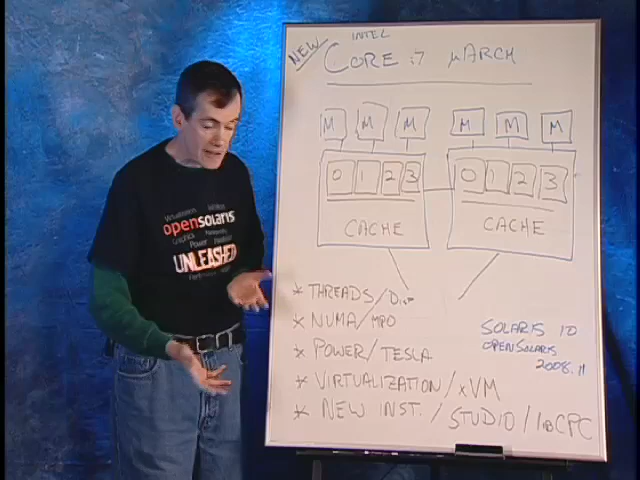 NEW INTEL
CORE i7 µARCH
M M M M M M
0 1 2 3 0 1 2 3
CACHE CACHE
* THREADS/
* NUMA/MPO
* POWER/TESLA
* VIRTUALIZATION/xVM
* NEW INST./STUDIO/libCPC
SOLARIS 10
OPENSOLARIS
2008.11
opensolaris
Power
UNLEASHED